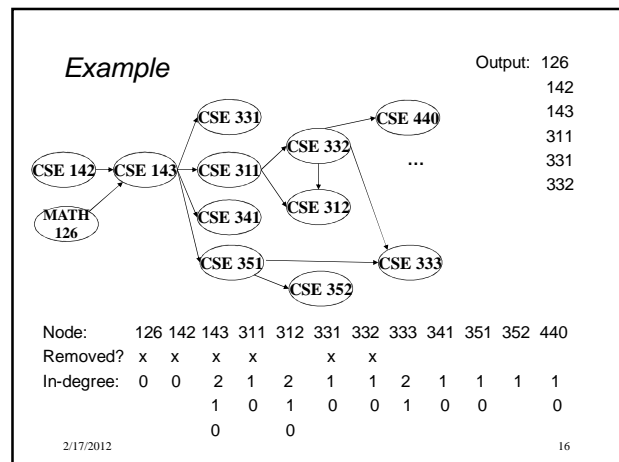 Example
Output: 126
142
143
311
331
332
CSE 331
CSE 440
CSE 332
...
CSE 142
CSE 143
CSE 311
MATH
126
CSE 341
CSE 312
CSE 351
CSE 333
CSE 352
Node: 126 142 143 311 312 331 332 333 341 351 352 440
Removed? x x x x x x
In-degree: 0 0 2 1 2 1 1 2 1 1 1 1
1 0 1 0 0 1 0 0 0
0 0
2/17/2012
16